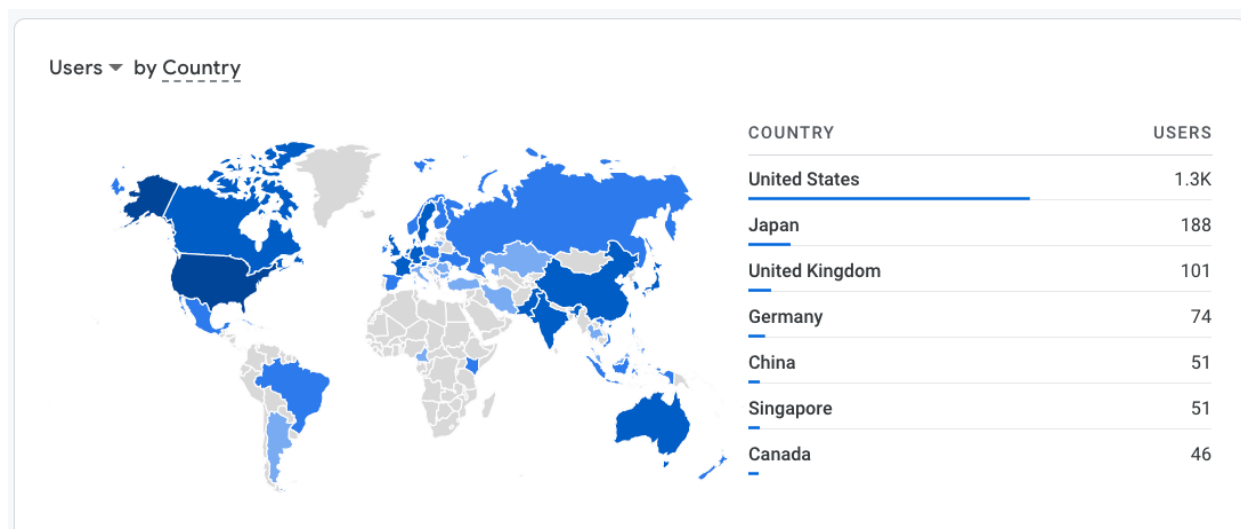 Users by Country
COUNTRY USERS
United States 1.3K
Japan 188
United Kingdom 101
Germany 74
China 51
Singapore 51
Canada 46